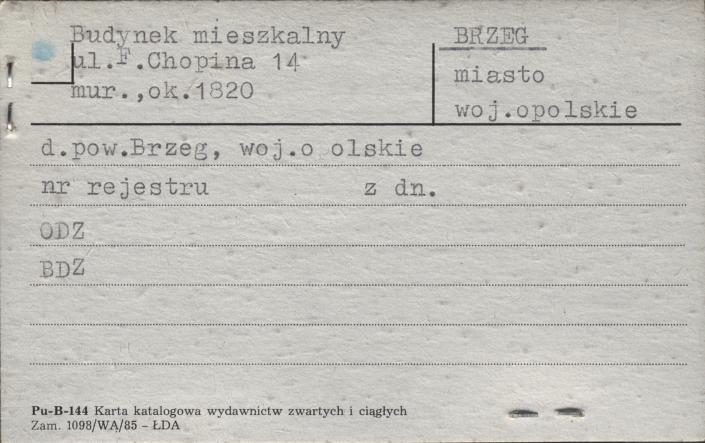 Budynek mieszkalny
ul.F.Chopina 14
mur.,ok.1820
BRZEG
miasto
woj.opolskie
d.pow.Brzeg, woj.o olskie
nr rejestru z dn.
ODZ
BDZ
Pu-B-144 Karta katalogowa wydawnictw zwartych i ciągłych
Zam. 1098/WA/85 – ŁDA